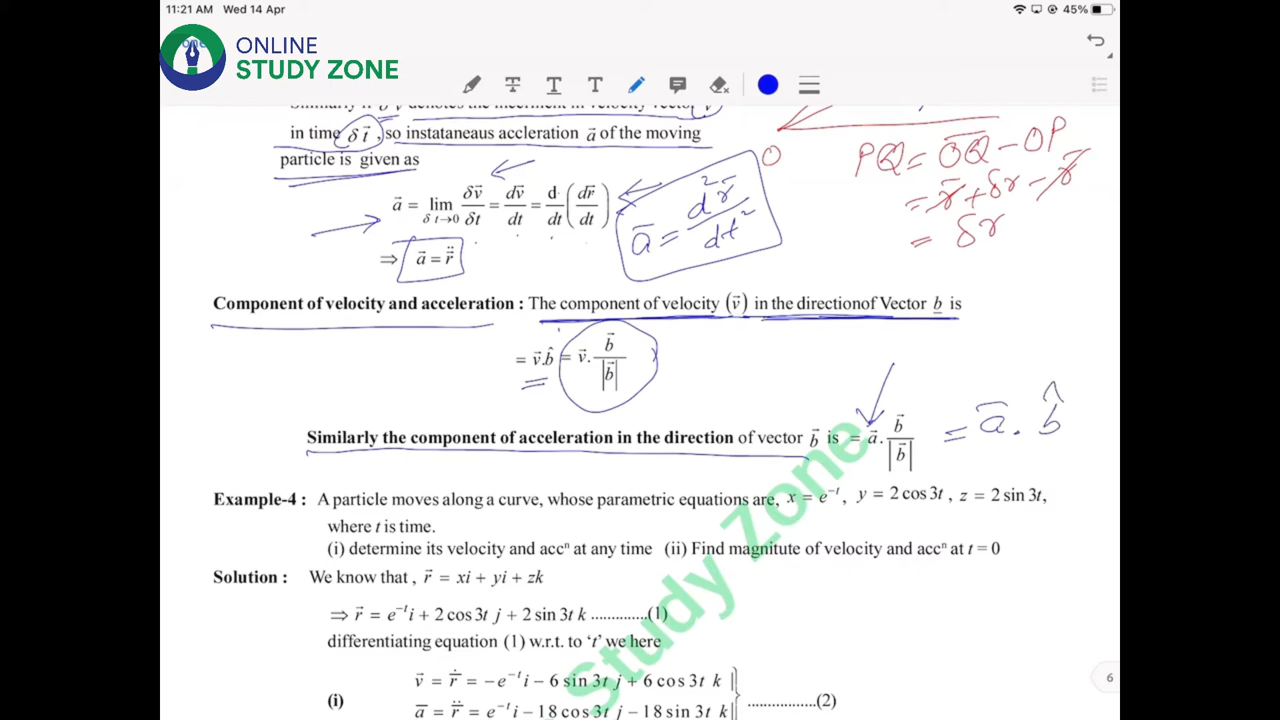 11:21 AM Wed 14 Apr
45%
ONLINE
STUDY ZONE
in time δt⃗, so instataneaus accleration a⃗ of the moving
particle is given as
a⃗ = lim δt→0 δv⃗/δt = dv⃗/dt = d/dt (dr⃗/dt)
⇒ a⃗ = r̈⃗
a̅ = d²r̅/dt²
O
PQ = O̅Q̅ - OP
= r̅ + δr - r̅
= δr
Component of velocity and acceleration : The component of velocity (v⃗) in the directionof Vector b is
= v⃗.b̂ = v⃗. b⃗/|b⃗|
Similarly the component of acceleration in the direction of vector b⃗ is = a⃗. b⃗/|b⃗| = a̅. b̂
Example-4 : A particle moves along a curve, whose parametric equations are, x = e⁻ᵗ, y = 2 cos 3t, z = 2 sin 3t,
where t is time.
(i) determine its velocity and accⁿ at any time (ii) Find magnitute of velocity and accⁿ at t = 0
Solution : We know that , r⃗ = xi + yi + zk
⇒ r⃗ = e⁻ᵗi + 2 cos 3t j + 2 sin 3t k ..............(1)
differentiating equation (1) w.r.t. to 't' we here
(i) v⃗ = ṙ̅ = -e⁻ᵗi - 6 sin 3t j + 6 cos 3t k
a̅ = r̈̅ = e⁻ᵗi - 18 cos 3t j - 18 sin 3t k .................(2)
6
Study Zone